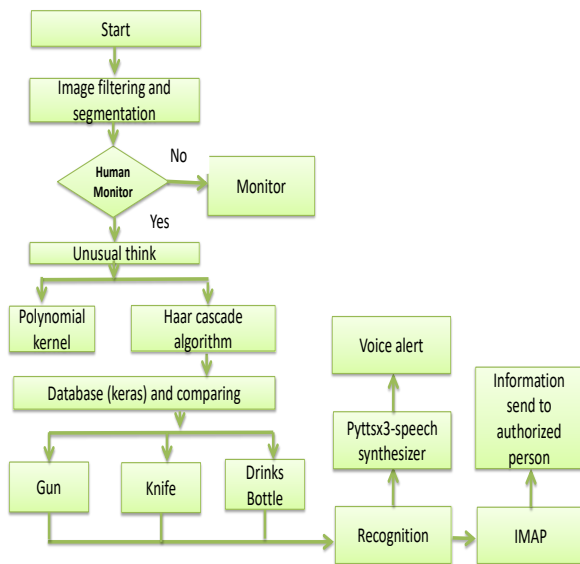 Start
Image filtering and
segmentation
No
Human
Monitor
Monitor
Yes
Unusual think
Polynomial
kernel
Haar cascade
algorithm
Voice alert
Information
send to
authorized
person
Database (keras) and comparing
Pyttsx3-speech
synthesizer
Gun
Knife
Drinks
Bottle
Recognition
IMAP